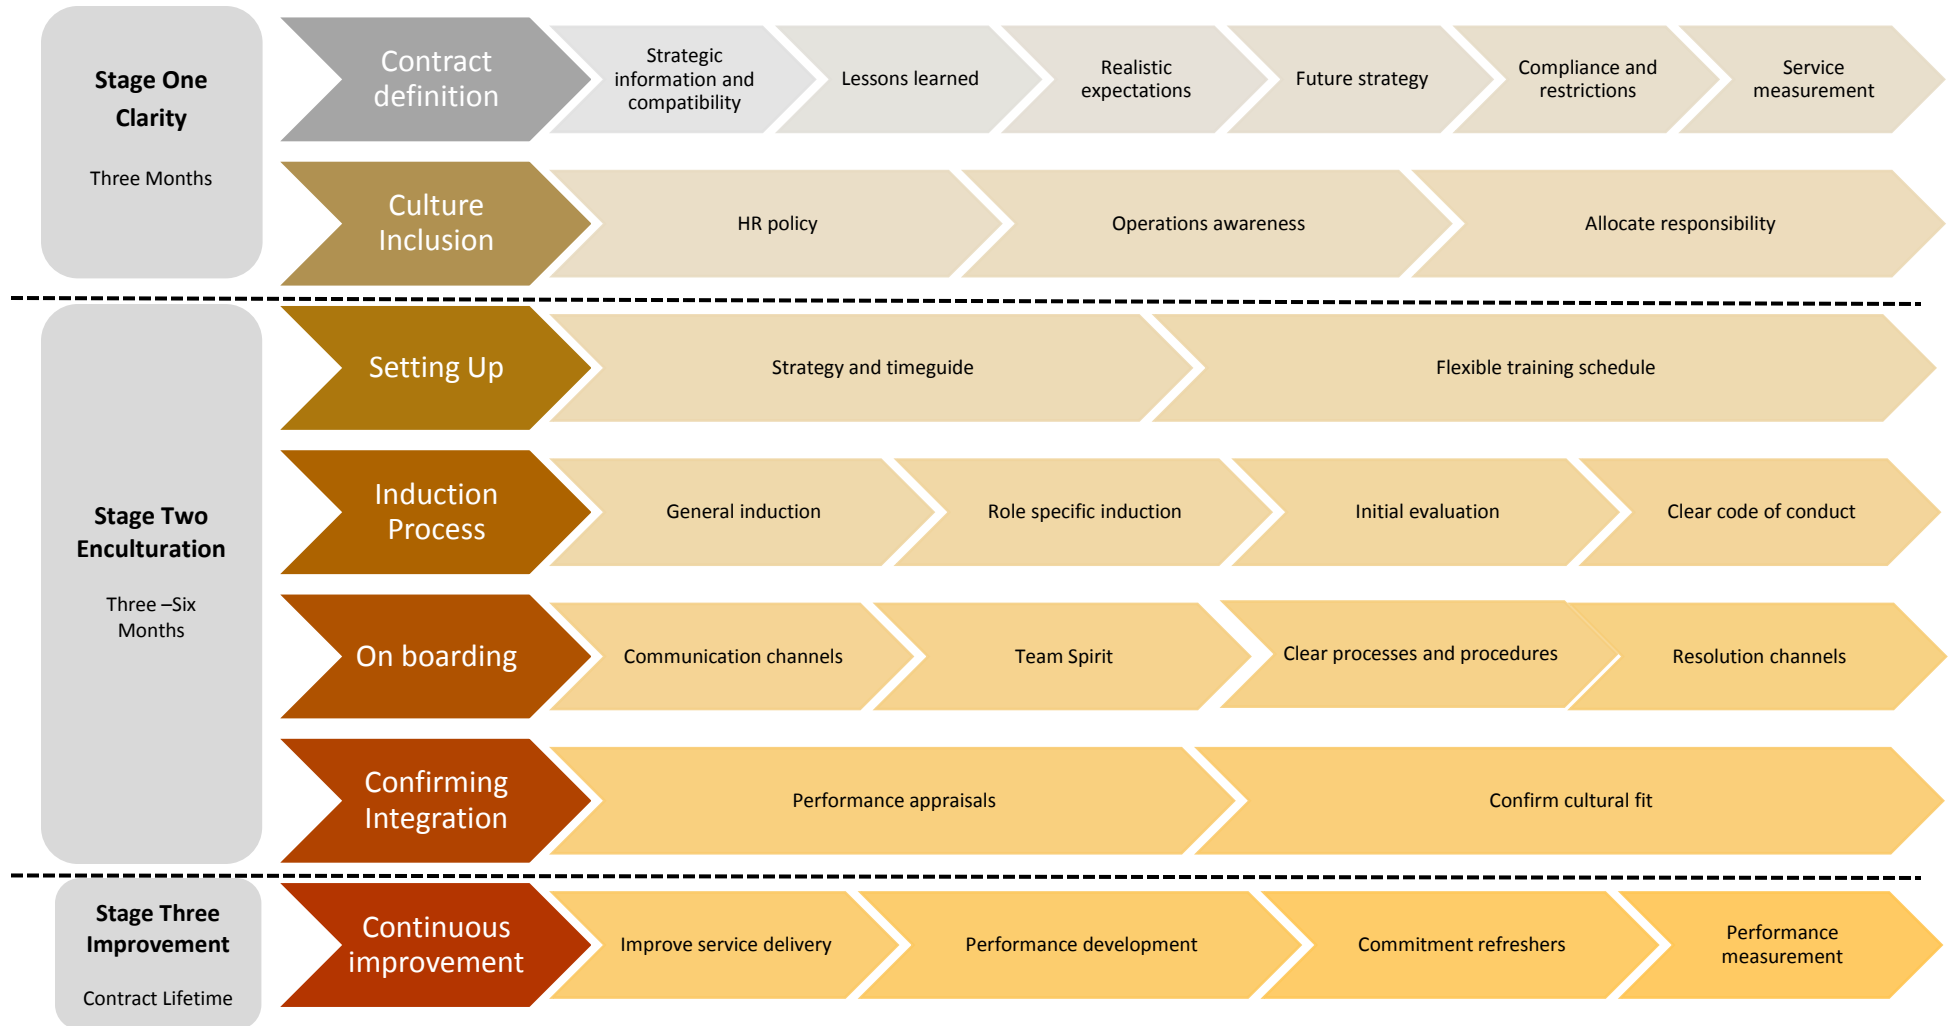 Stage One
Clarity
Three Months
Contract
definition
Strategic
information and
compatibility
Lessons learned
Realistic
expectations
Future strategy
Compliance and
restrictions
Service
measurement
Culture
Inclusion
HR policy
Operations awareness
Allocate responsibility
Stage Two
Enculturation
Three –Six
Months
Setting Up
Strategy and timeguide
Flexible training schedule
Induction
Process
General induction
Role specific induction
Initial evaluation
Clear code of conduct
On boarding
Communication channels
Team Spirit
Clear processes and procedures
Resolution channels
Confirming
Integration
Performance appraisals
Confirm cultural fit
Stage Three
Improvement
Contract Lifetime
Continuous
improvement
Improve service delivery
Performance development
Commitment refreshers
Performance
measurement